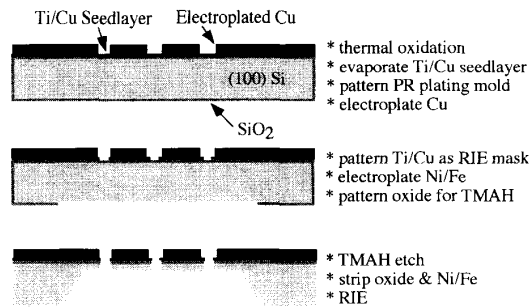 Ti/Cu Seedlayer
Electroplated Cu
* thermal oxidation
* evaporate Ti/Cu seedlayer
(100) Si
* pattern PR plating mold
* electroplate Cu
SiO2
* pattern Ti/Cu as RIE mask
* electroplate Ni/Fe
* pattern oxide for TMAH
* TMAH etch
* strip oxide & Ni/Fe
* RIE